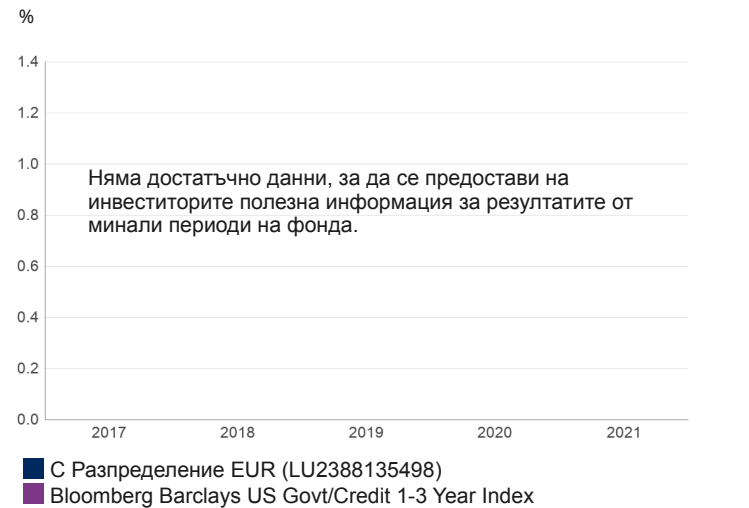 %
1.4
1.2
1.0
Няма достатъчно данни, за да се предостави на
инвеститорите полезна информация за резултатите от
0.8
минали периоди на фонда.
0.6
0.4
0.2
0.0
2017 2018 2019 2020 2021
С Разпределение EUR (LU2388135498)
Bloomberg Barclays US Govt/Credit 1-3 Year Index